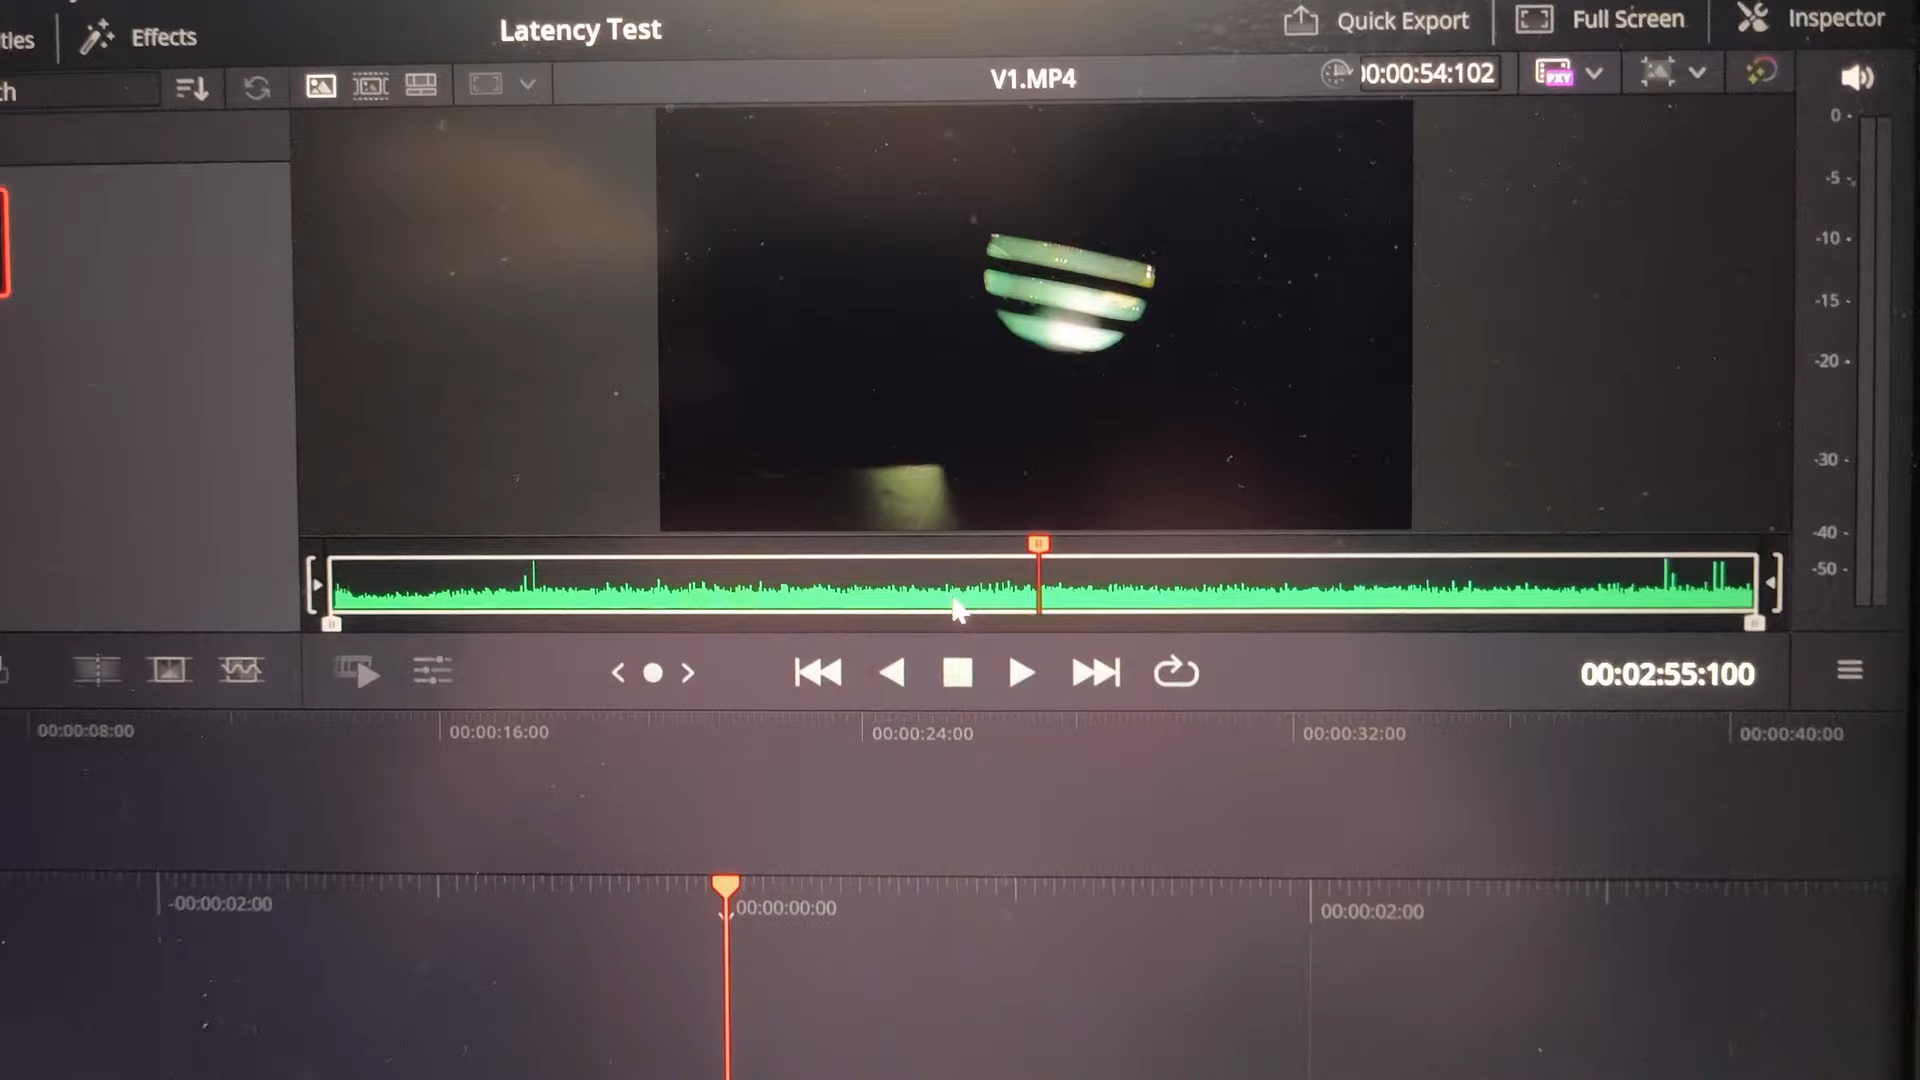 tles
Effects
Latency Test
Quick Export
Full Screen
Inspector
th
V1.MP4
00:00:54:102
PXY
0
-5
-10
-15
-20
-30
-40
-50
00:02:55:100
00:00:08:00
00:00:16:00
00:00:24:00
00:00:32:00
00:00:40:00
-00:00:02:00
00:00:00:00
00:00:02:00